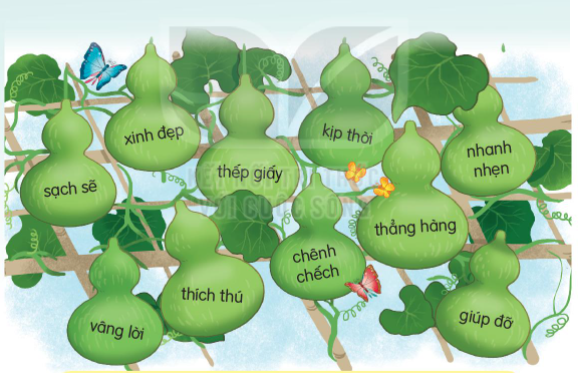 xinh đẹp
kịp thời
nhanh
nhẹn
thếp giấy
sạch sẽ
thẳng hàng
chênh
chếch
thích thú
vâng lời
giúp đỡ